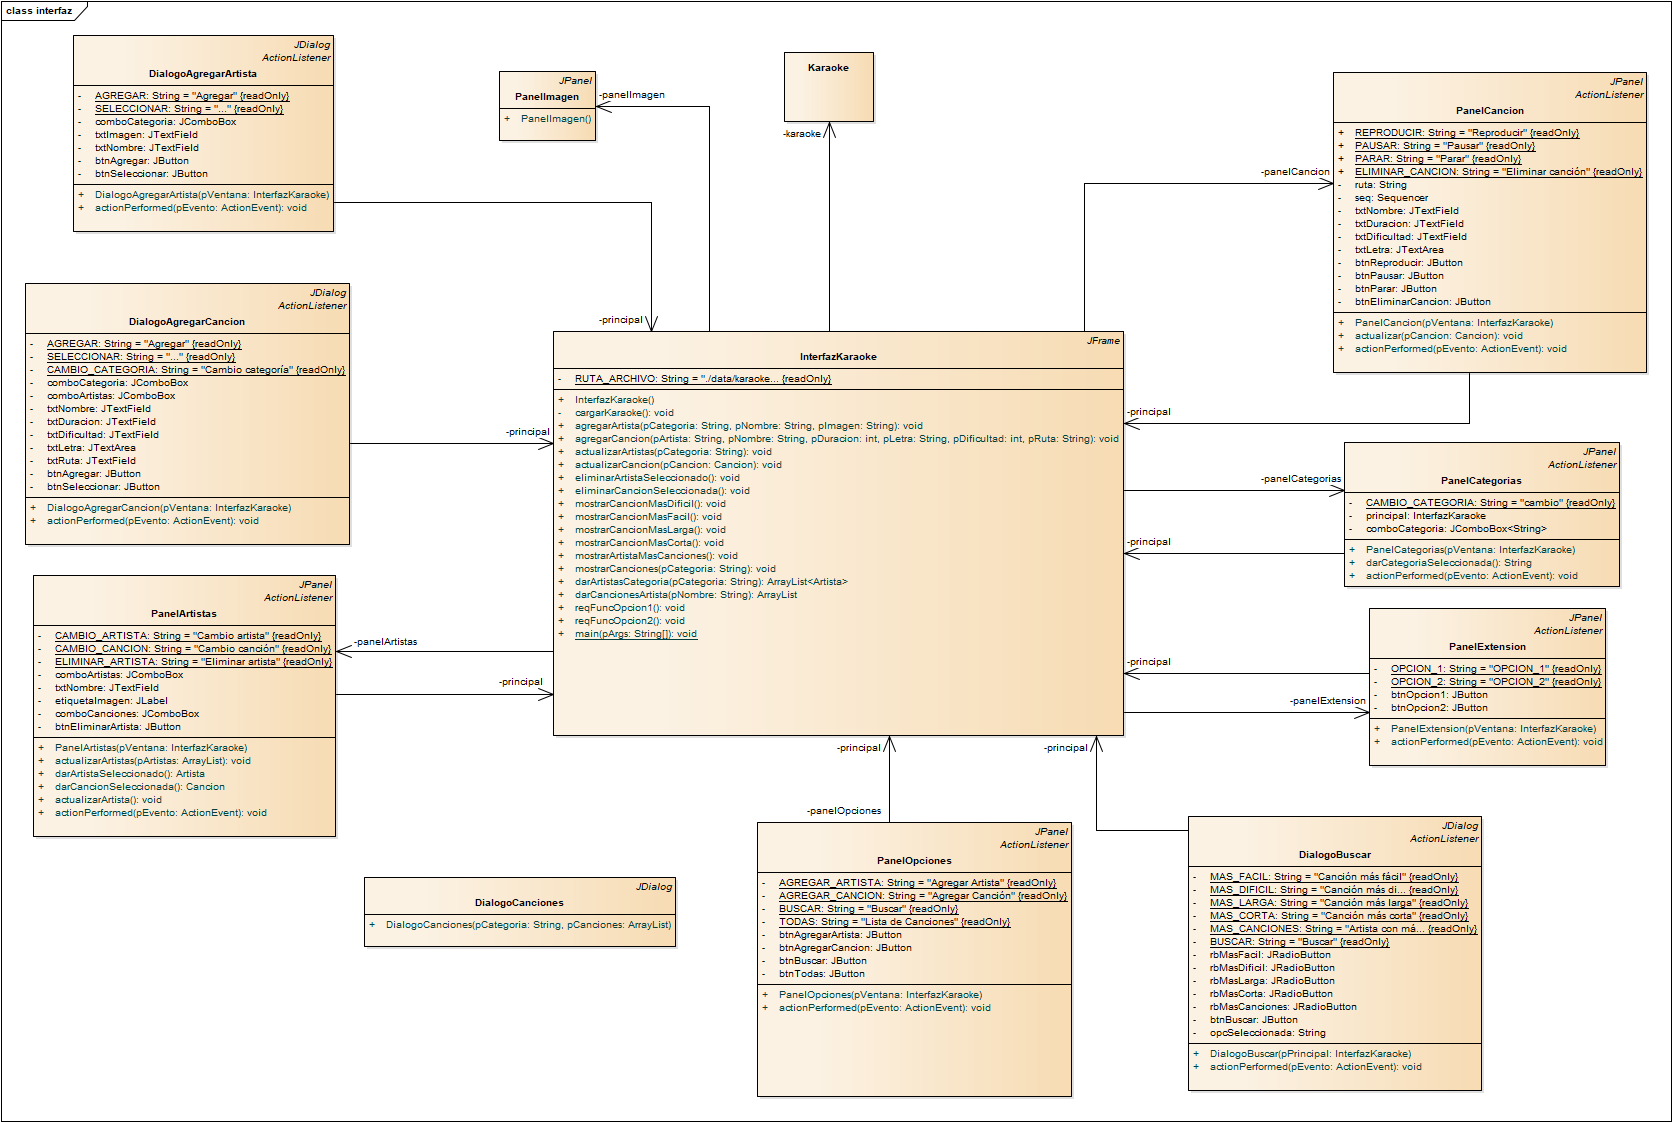 class interfaz
JDialog
ActionListener
DialogoAgregarArtista
- AGREGAR: String = "Agregar" {readOnly}
- SELECCIONAR: String = "..." {readOnly}
- comboCategoria: JComboBox
- txtImagen: JTextField
- txtNombre: JTextField
- btnAgregar: JButton
- btnSeleccionar: JButton
+ DialogoAgregarArtista(pVentana: InterfazKaraoke)
+ actionPerformed(pEvento: ActionEvent): void
JPanel
PanelImagen
+ PanelImagen()
-panelImagen
Karaoke
-karaoke
JPanel
ActionListener
PanelCancion
+ REPRODUCIR: String = "Reproducir" {readOnly}
+ PAUSAR: String = "Pausar" {readOnly}
+ PARAR: String = "Parar" {readOnly}
+ ELIMINAR_CANCION: String = "Eliminar canción" {readOnly}
- ruta: String
- seq: Sequencer
- txtNombre: JTextField
- txtDuracion: JTextField
- txtDificultad: JTextField
- txtLetra: JTextArea
- btnReproducir: JButton
- btnPausar: JButton
- btnParar: JButton
- btnEliminarCancion: JButton
+ PanelCancion(pVentana: InterfazKaraoke)
+ actualizar(pCancion: Cancion): void
+ actionPerformed(pEvento: ActionEvent): void
-panelCancion
-principal
JDialog
ActionListener
DialogoAgregarCancion
- AGREGAR: String = "Agregar" {readOnly}
- SELECCIONAR: String = "..." {readOnly}
- CAMBIO_CATEGORIA: String = "Cambio categoría" {readOnly}
- comboCategoria: JComboBox
- comboArtistas: JComboBox
- txtNombre: JTextField
- txtDuracion: JTextField
- txtDificultad: JTextField
- txtLetra: JTextArea
- txtRuta: JTextField
- btnAgregar: JButton
- btnSeleccionar: JButton
+ DialogoAgregarCancion(pVentana: InterfazKaraoke)
+ actionPerformed(pEvento: ActionEvent): void
-principal
JFrame
InterfazKaraoke
- RUTA_ARCHIVO: String = "./data/karaoke... {readOnly}
+ InterfazKaraoke()
- cargarKaraoke(): void
+ agregarArtista(pCategoria: String, pNombre: String, pImagen: String): void
+ agregarCancion(pArtista: String, pNombre: String, pDuracion: int, pLetra: String, pDificultad: int, pRuta: String): void
+ actualizarArtistas(pCategoria: String): void
+ actualizarCancion(pCancion: Cancion): void
+ eliminarArtistaSeleccionado(): void
+ eliminarCancionSeleccionada(): void
+ mostrarCancionMasDificil(): void
+ mostrarCancionMasFacil(): void
+ mostrarCancionMasLarga(): void
+ mostrarCancionMasCorta(): void
+ mostrarArtistaMasCanciones(): void
+ mostrarCanciones(pCategoria: String): void
+ darArtistasCategoria(pCategoria: String): ArrayList<Artista>
+ darCancionesArtista(pNombre: String): ArrayList
+ reqFuncOpcion1(): void
+ reqFuncOpcion2(): void
+ main(pArgs: String[]): void
-principal
-panelCategorias
-principal
JPanel
ActionListener
PanelCategorias
- CAMBIO_CATEGORIA: String = "cambio" {readOnly}
- principal: InterfazKaraoke
- comboCategoria: JComboBox<String>
+ PanelCategorias(pVentana: InterfazKaraoke)
+ darCategoriaSeleccionada(): String
+ actionPerformed(pEvento: ActionEvent): void
JPanel
ActionListener
PanelArtistas
- CAMBIO_ARTISTA: String = "Cambio artista" {readOnly}
- CAMBIO_CANCION: String = "Cambio canción" {readOnly}
- ELIMINAR_ARTISTA: String = "Eliminar artista" {readOnly}
- comboArtistas: JComboBox
- txtNombre: JTextField
- etiquetaImagen: JLabel
- comboCanciones: JComboBox
- btnEliminarArtista: JButton
+ PanelArtistas(pVentana: InterfazKaraoke)
+ actualizarArtistas(pArtistas: ArrayList): void
+ darArtistaSeleccionado(): Artista
+ darCancionSeleccionada(): Cancion
+ actualizarArtista(): void
+ actionPerformed(pEvento: ActionEvent): void
-panelArtistas
-principal
-principal
-panelExtension
JPanel
ActionListener
PanelExtension
- OPCION_1: String = "OPCION_1" {readOnly}
- OPCION_2: String = "OPCION_2" {readOnly}
- btnOpcion1: JButton
- btnOpcion2: JButton
+ PanelExtension(pVentana: InterfazKaraoke)
+ actionPerformed(pEvento: ActionEvent): void
-principal
-principal
-panelOpciones
JDialog
DialogoCanciones
+ DialogoCanciones(pCategoria: String, pCanciones: ArrayList)
JPanel
ActionListener
PanelOpciones
- AGREGAR_ARTISTA: String = "Agregar Artista" {readOnly}
- AGREGAR_CANCION: String = "Agregar Canción" {readOnly}
- BUSCAR: String = "Buscar" {readOnly}
- TODAS: String = "Lista de Canciones" {readOnly}
- btnAgregarArtista: JButton
- btnAgregarCancion: JButton
- btnBuscar: JButton
- btnTodas: JButton
+ PanelOpciones(pVentana: InterfazKaraoke)
+ actionPerformed(pEvento: ActionEvent): void
JDialog
ActionListener
DialogoBuscar
- MAS_FACIL: String = "Canción más fácil" {readOnly}
- MAS_DIFICIL: String = "Canción más di... {readOnly}
- MAS_LARGA: String = "Canción más larga" {readOnly}
- MAS_CORTA: String = "Canción más corta" {readOnly}
- MAS_CANCIONES: String = "Artista con má... {readOnly}
- BUSCAR: String = "Buscar" {readOnly}
- rbMasFacil: JRadioButton
- rbMasDificil: JRadioButton
- rbMasLarga: JRadioButton
- rbMasCorta: JRadioButton
- rbMasCanciones: JRadioButton
- btnBuscar: JButton
- opcSeleccionada: String
+ DialogoBuscar(pPrincipal: InterfazKaraoke)
+ actionPerformed(pEvento: ActionEvent): void